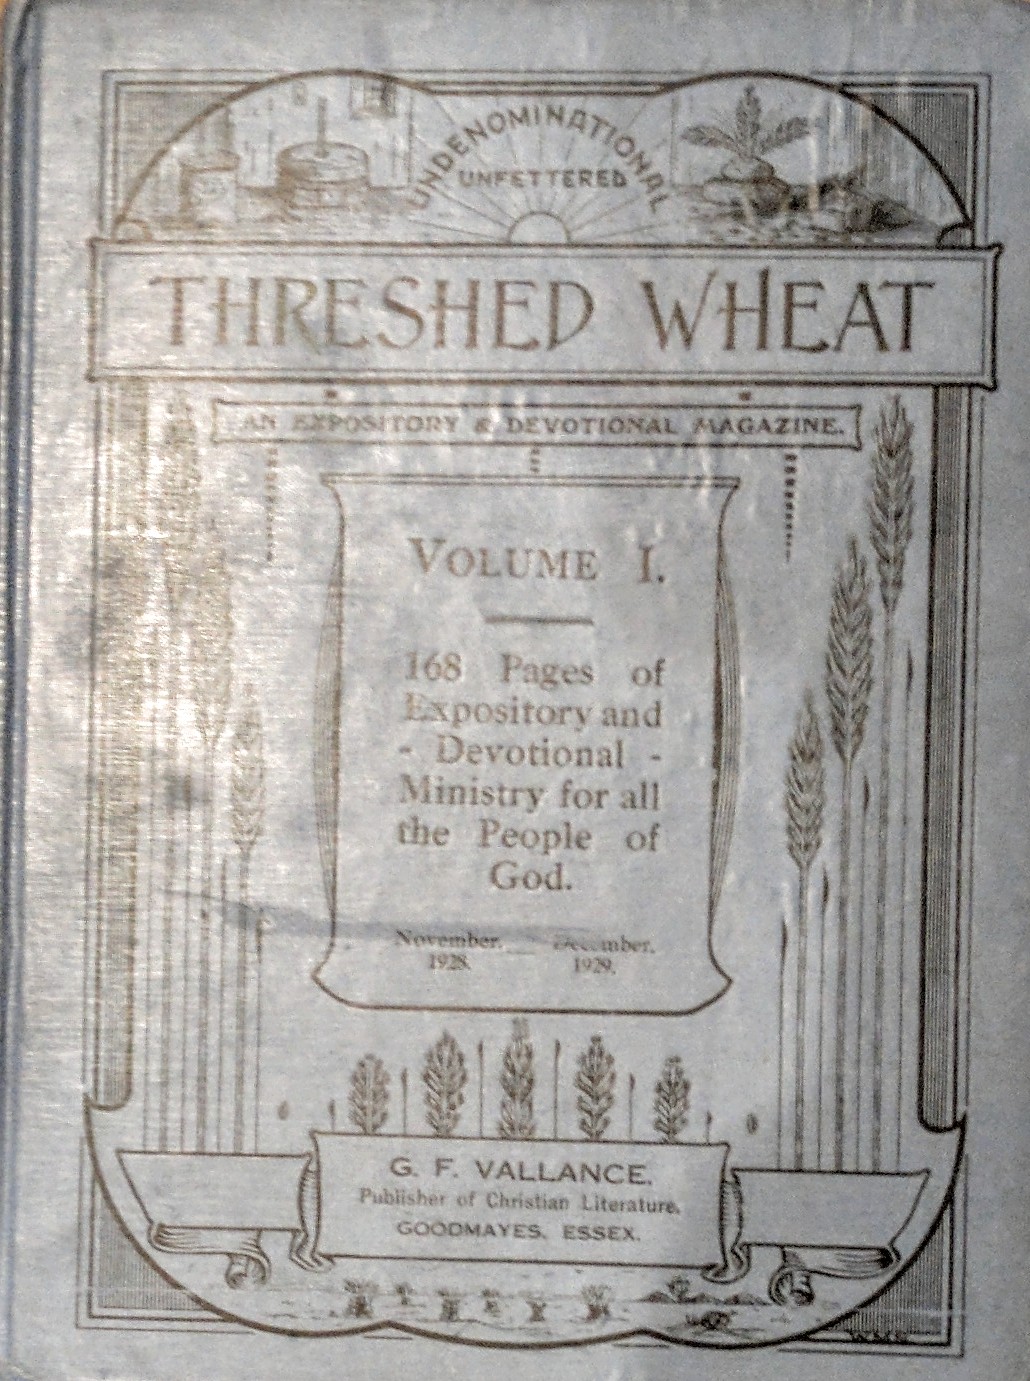 UNDENOMINATIONAL
UNFETTERED
THRESHED WHEAT
AN EXPOSITORY & DEVOTIONAL MAGAZINE.
VOLUME I.
168 Pages of
Expository and
- Devotional -
Ministry for all
the People of
God.
November, December,
1928. 1929.
G. F. VALLANCE,
Publisher of Christian Literature,
GOODMAYES, ESSEX.